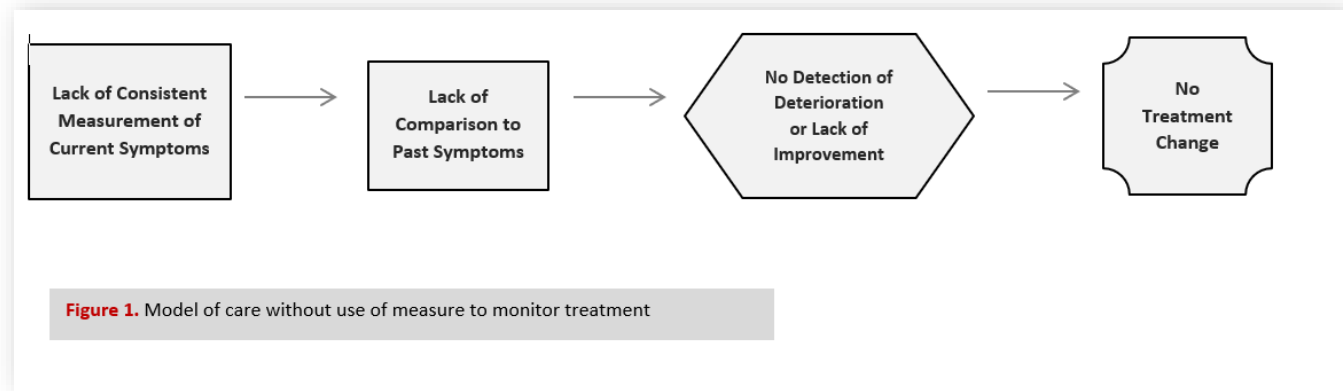 Lack of Consistent
Measurement of
Current Symptoms
Lack of
Comparison to
Past Symptoms
No Detection of
Deterioration
or Lack of
Improvement
No
Treatment
Change
Figure 1. Model of care without use of measure to monitor treatment